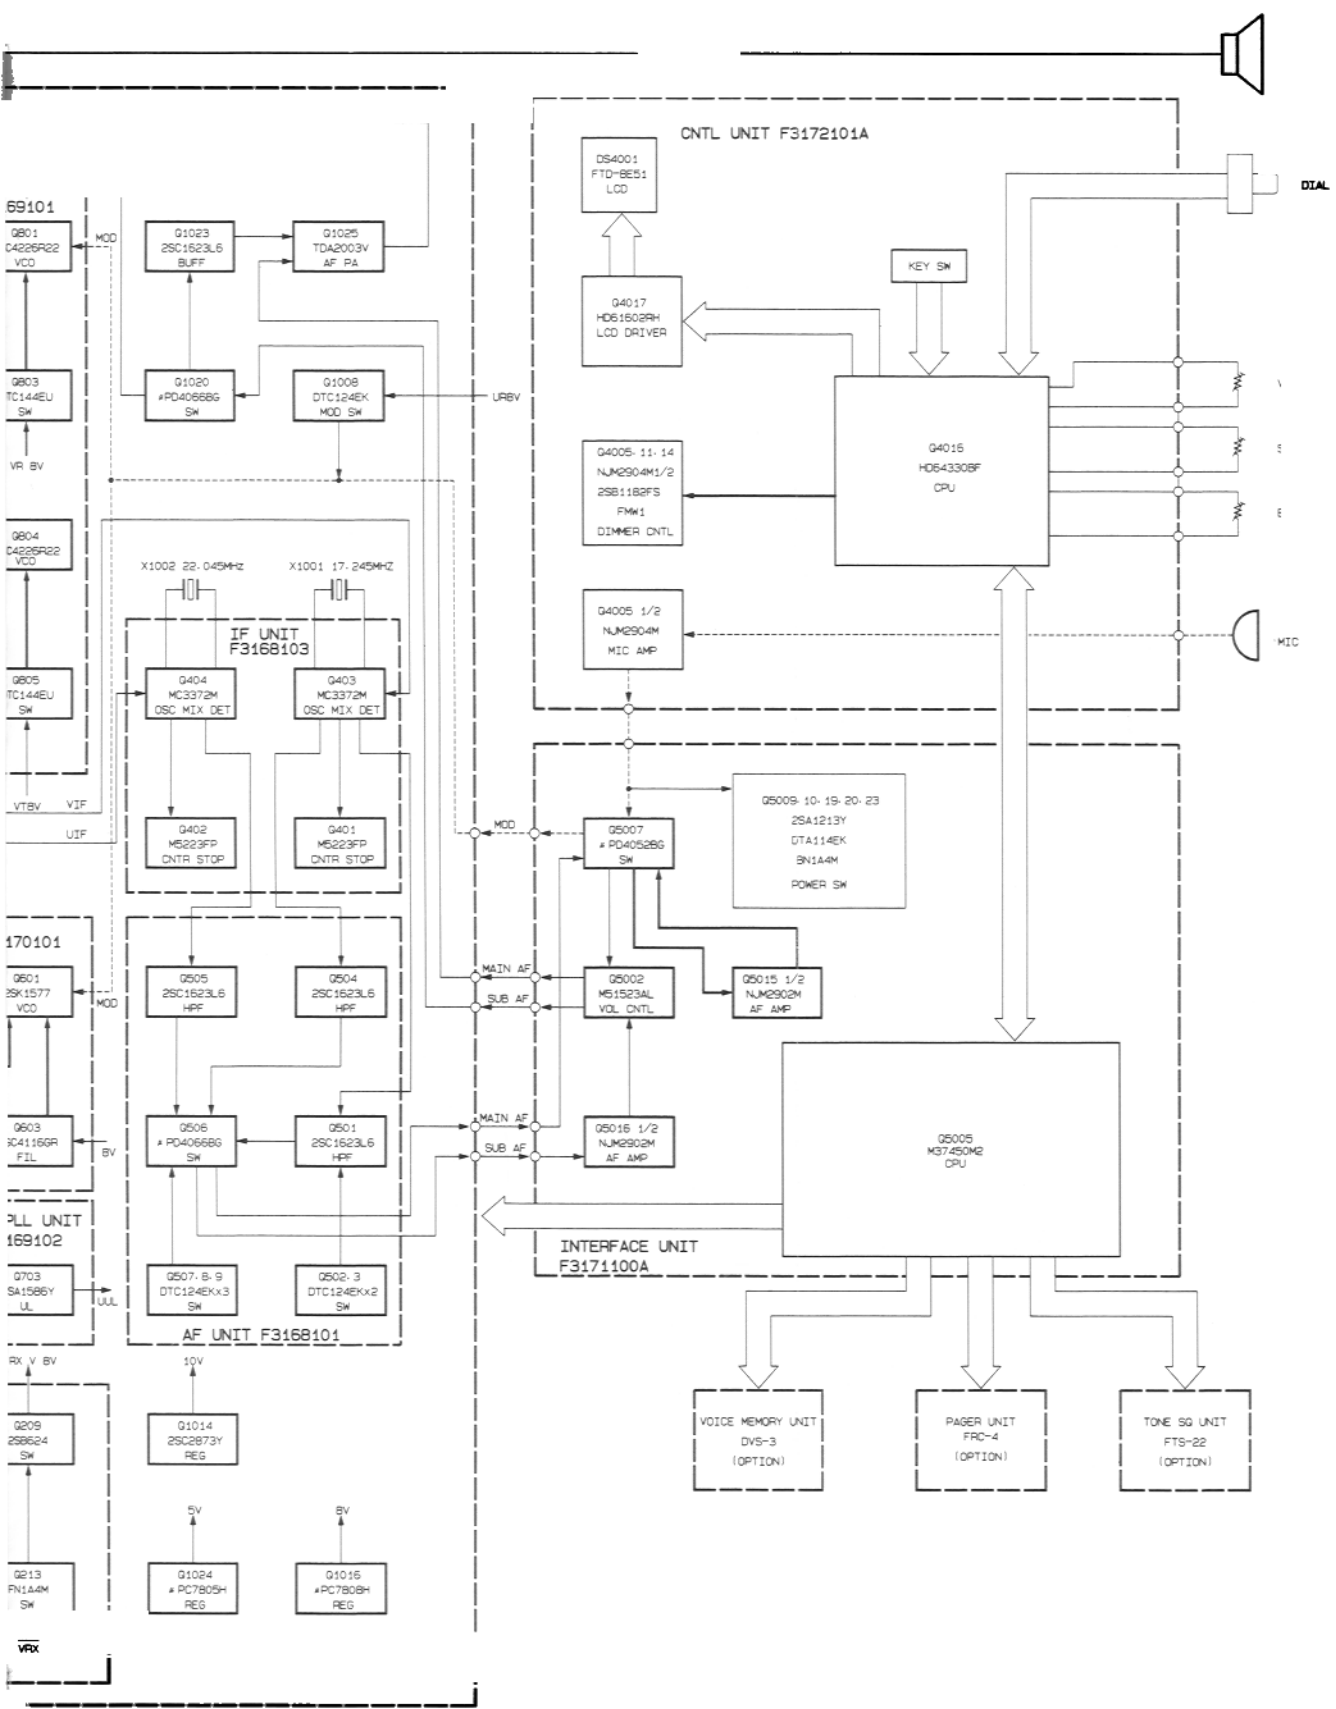 CNTL UNIT F3172101A
DS4001
FTD-8E51
LCD
DIAL
69101
Q801
C4226R22
VCO
MOD
Q1023
2SC1623L6
BUFF
Q1025
TDA2003V
AF PA
KEY SW
Q4017
HD61602RH
LCD DRIVER
Q803
TC144EU
SW
Q1020
#PD4066BG
SW
Q1008
DTC124EK
MOD SW
UR8V
VR 8V
Q4005·11·14
NJM2904M1/2
2SB1182FS
FMW1
DIMMER CNTL
Q4016
HD643308F
CPU
Q804
C4226R22
VCO
X1002 22.045MHz
X1001 17.245MHZ
IF UNIT
F3168103
Q4005 1/2
NJM2904M
MIC AMP
MIC
Q805
TC144EU
SW
Q404
MC3372M
OSC MIX DET
Q403
MC3372M
OSC MIX DET
VT8V
VIF
UIF
Q402
M5223FP
CNTR STOP
Q401
M5223FP
CNTR STOP
MOD
Q5007
#PD4052BG
SW
Q5009·10·19·20·23
2SA1213Y
DTA114EK
BN1A4M
POWER SW
170101
Q601
2SK1577
VCO
MOD
Q505
2SC1623L6
HPF
Q504
2SC1623L6
HPF
MAIN AF
SUB AF
Q5002
M51523AL
VOL CNTL
Q5015 1/2
NJM2902M
AF AMP
Q603
SC4116GR
FIL
8V
Q506
#PD4066BG
SW
Q501
2SC1623L6
HPF
MAIN AF
SUB AF
Q5016 1/2
NJM2902M
AF AMP
Q5005
M37450M2
CPU
PLL UNIT
169102
INTERFACE UNIT
F3171100A
Q703
SA1586Y
UL
UUL
Q507·8·9
DTC124EKx3
SW
Q502·3
DTC124EKx2
SW
AF UNIT F3168101
RX V 8V
10V
Q209
2SB624
SW
Q1014
2SC2873Y
REG
VOICE MEMORY UNIT
DVS-3
(OPTION)
PAGER UNIT
FRC-4
(OPTION)
TONE SQ UNIT
FTS-22
(OPTION)
5V
8V
Q213
FN1A4M
SW
Q1024
#PC7805H
REG
Q1016
#PC7808H
REG
VRX